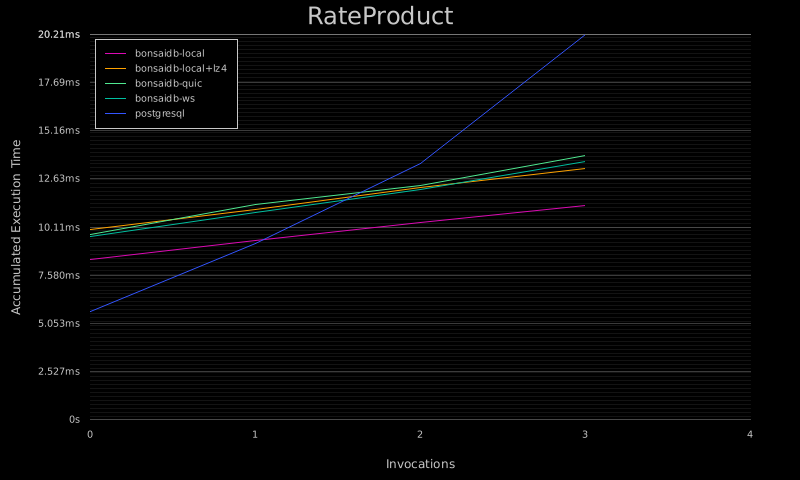 RateProduct
20.21ms
17.69ms
15.16ms
12.63ms
10.11ms
7.580ms
5.053ms
2.527ms
0s
Accumulated Execution Time
bonsaidb-local
bonsaidb-local+lz4
bonsaidb-quic
bonsaidb-ws
postgresql
0 1 2 3 4
Invocations